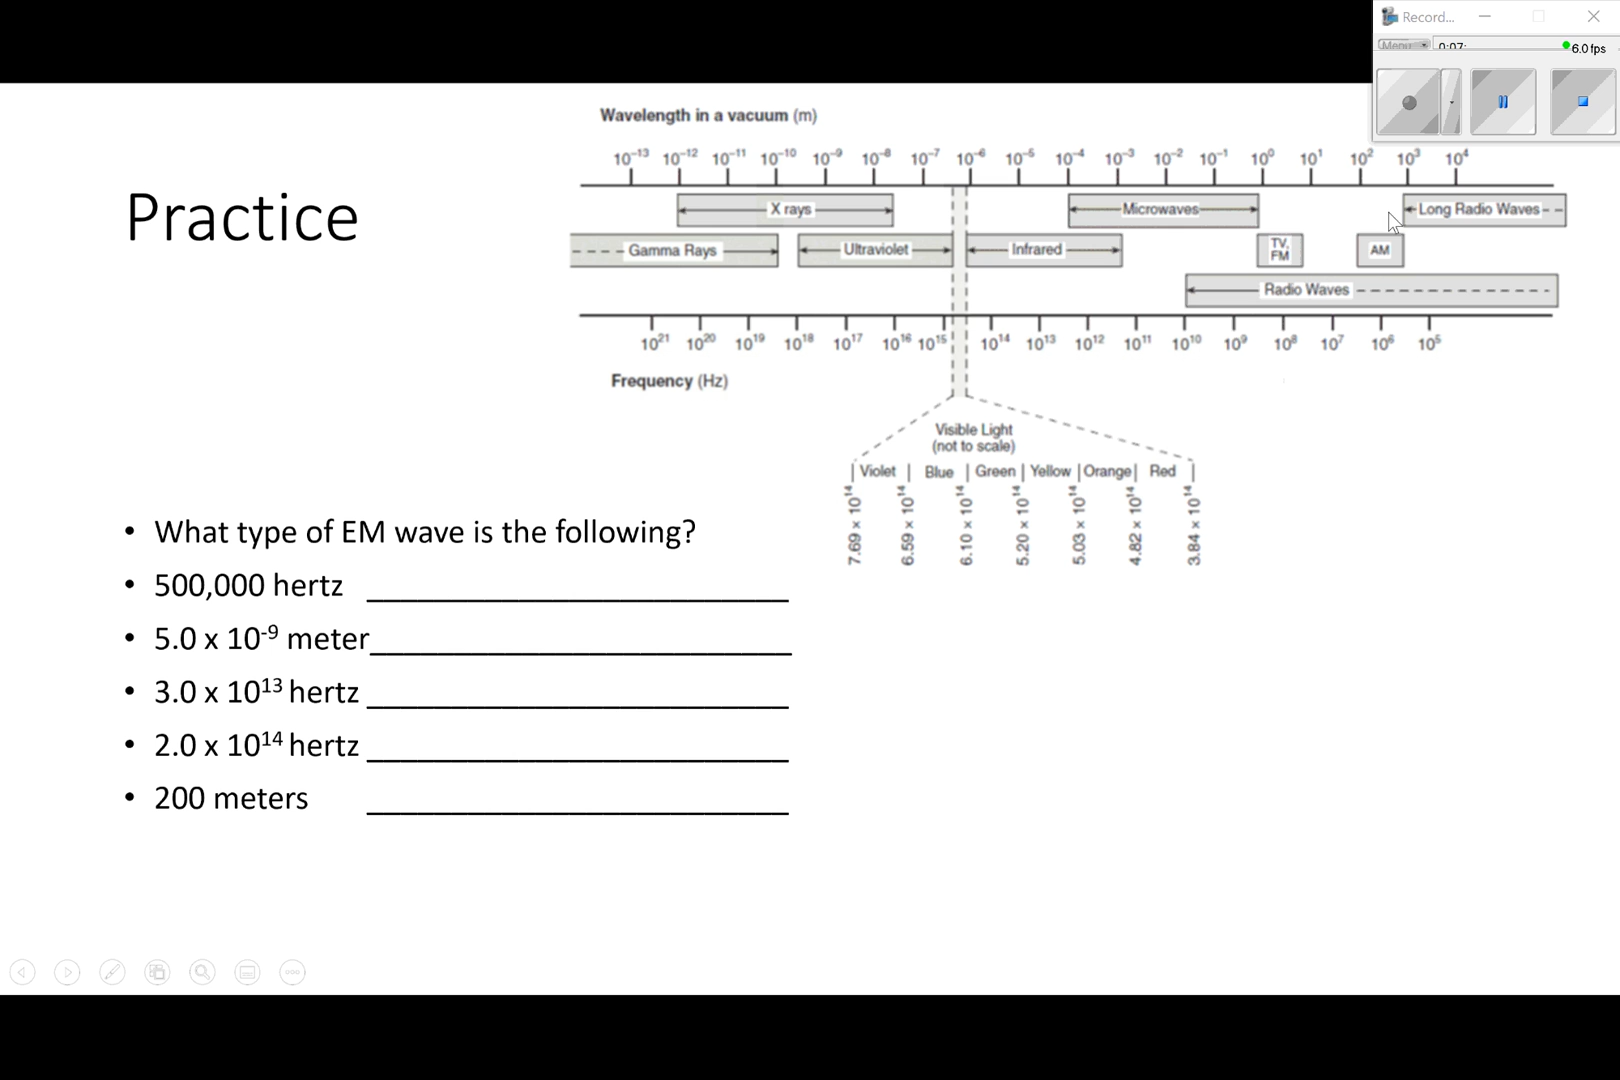 Record...
Menu
0:07:
6.0 fps
Wavelength in a vacuum (m)
10⁻¹³ 10⁻¹² 10⁻¹¹ 10⁻¹⁰ 10⁻⁹ 10⁻⁸ 10⁻⁷ 10⁻⁶ 10⁻⁵ 10⁻⁴ 10⁻³ 10⁻² 10⁻¹ 10⁰ 10¹ 10² 10³ 10⁴
Practice
X rays Microwaves Long Radio Waves
Gamma Rays Ultraviolet Infrared TV, FM AM
Radio Waves
10²¹ 10²⁰ 10¹⁹ 10¹⁸ 10¹⁷ 10¹⁶ 10¹⁵ 10¹⁴ 10¹³ 10¹² 10¹¹ 10¹⁰ 10⁹ 10⁸ 10⁷ 10⁶ 10⁵
Frequency (Hz)
Visible Light
(not to scale)
Violet Blue Green Yellow Orange Red
7.69 × 10¹⁴
6.59 × 10¹⁴
6.10 × 10¹⁴
5.20 × 10¹⁴
5.03 × 10¹⁴
4.82 × 10¹⁴
3.84 × 10¹⁴
• What type of EM wave is the following?
• 500,000 hertz
• 5.0 x 10⁻⁹ meter
• 3.0 x 10¹³ hertz
• 2.0 x 10¹⁴ hertz
• 200 meters